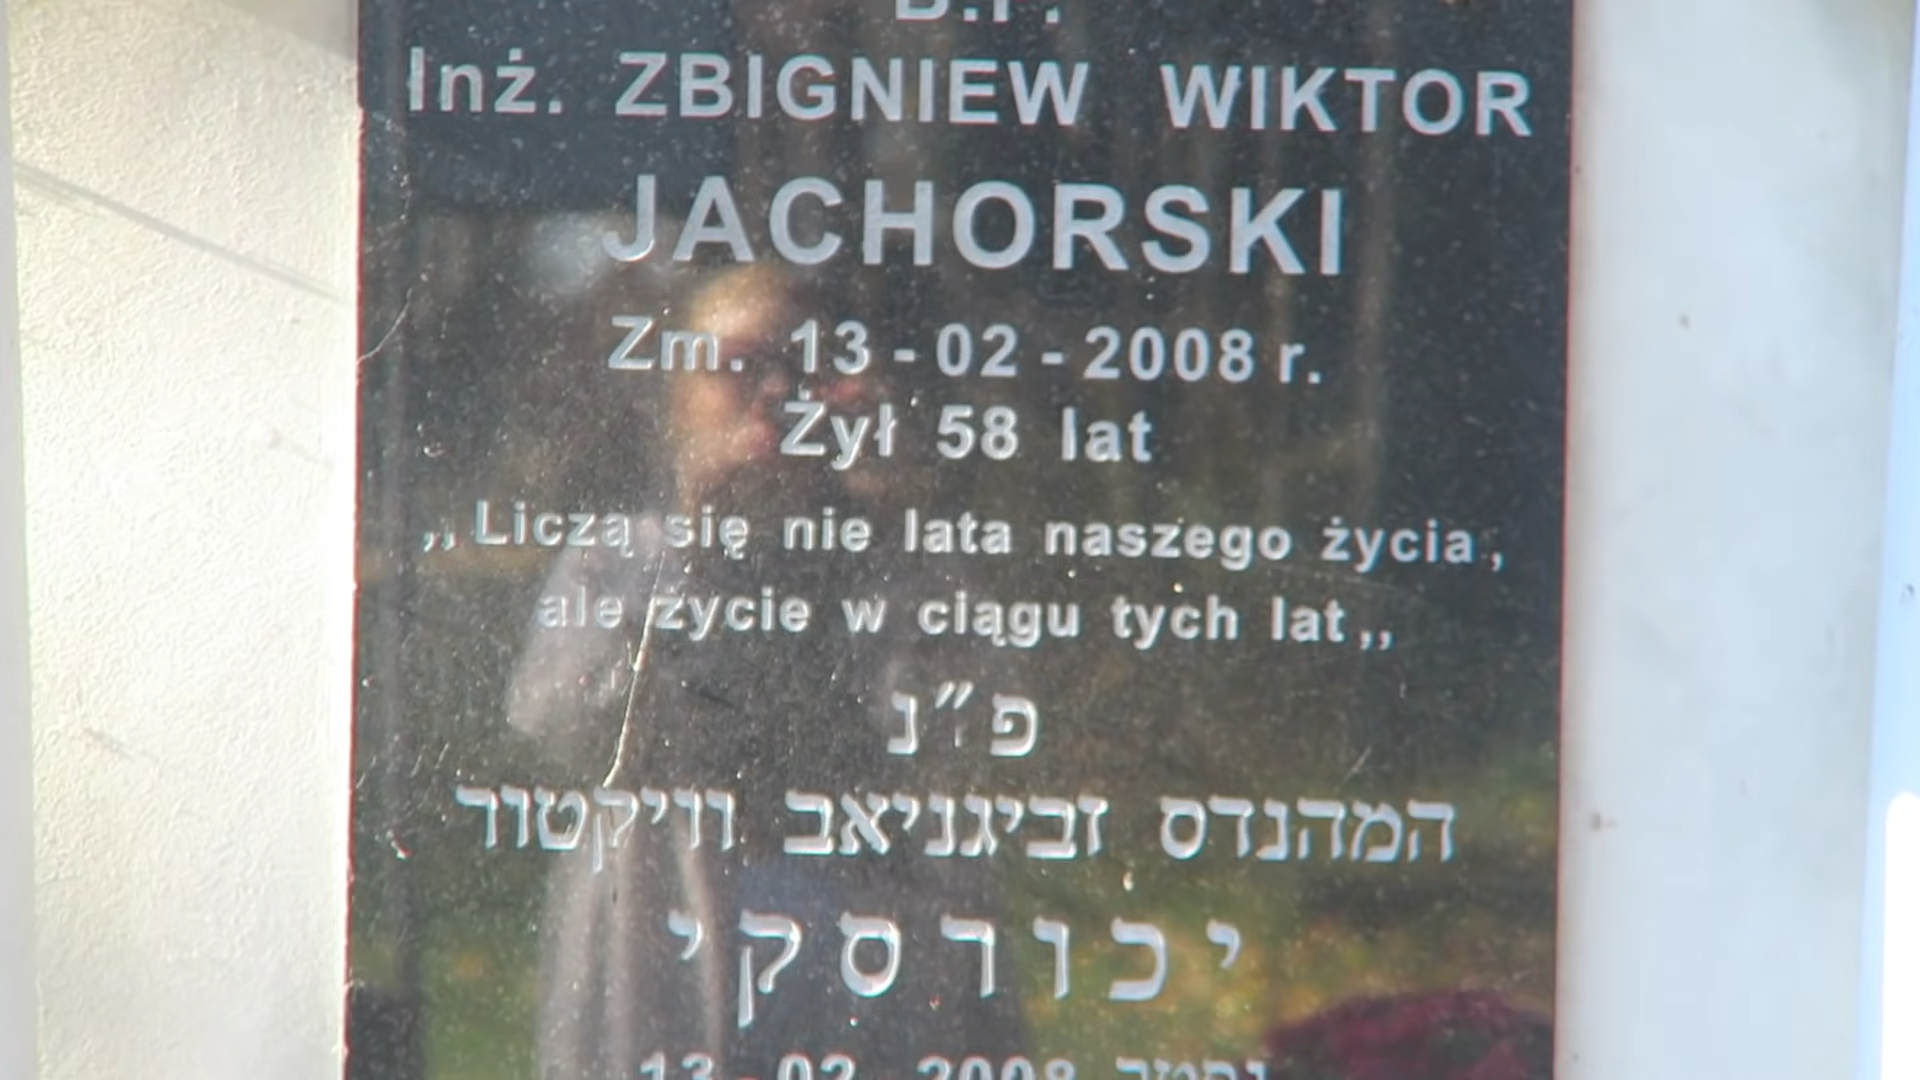 Ś.P.
Inż. ZBIGNIEW WIKTOR
JACHORSKI
Zm. 13-02-2008 r.
Żył 58 lat
,,Liczą się nie lata naszego życia,
ale życie w ciągu tych lat,,
פ״נ
המהנדס זביגניאב וויקטור
יכורסקי
נפטר 13-02-2008